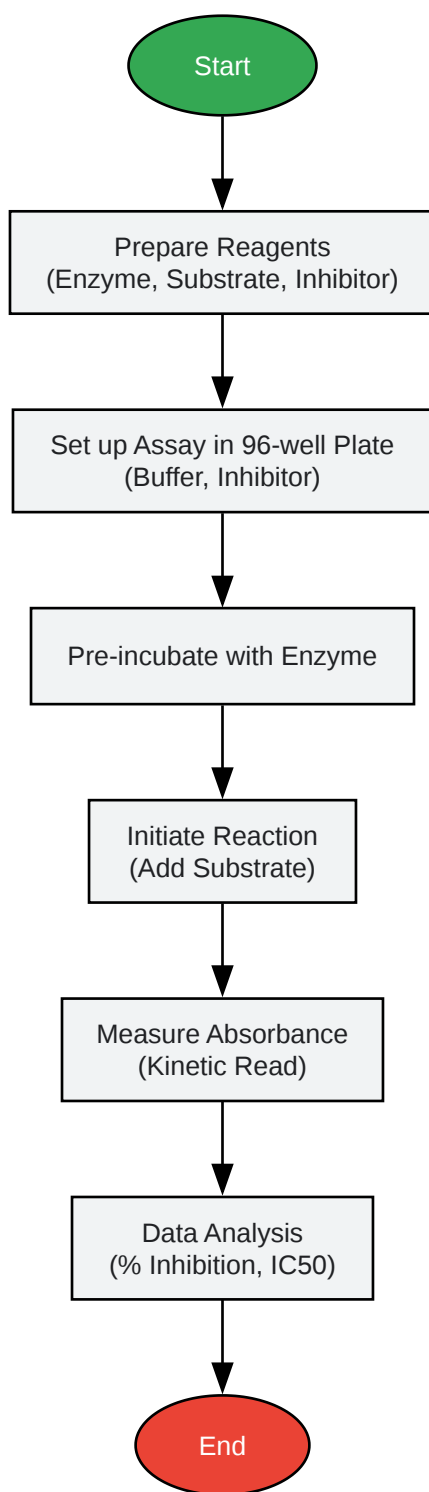 Start
Prepare Reagents
(Enzyme, Substrate, Inhibitor)
Set up Assay in 96-well Plate
(Buffer, Inhibitor)
Pre-incubate with Enzyme
Initiate Reaction
(Add Substrate)
Measure Absorbance
(Kinetic Read)
Data Analysis
(% Inhibition, IC50)
End